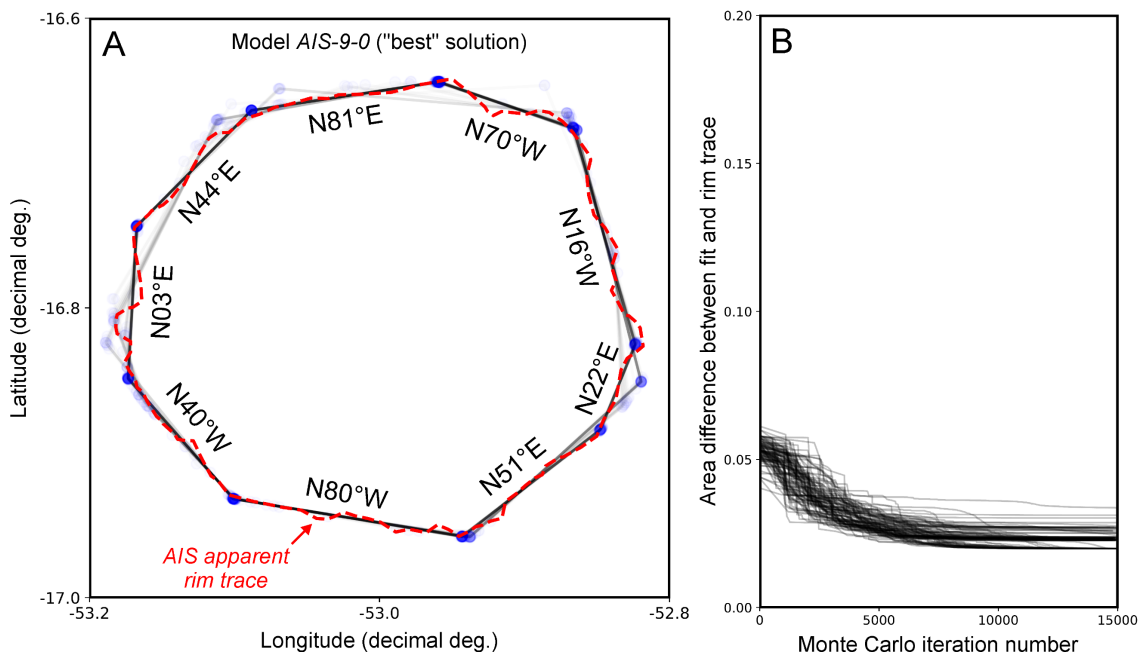 A
Model AIS-9-0 ("best" solution)
N81°E
N70°W
N44°E
N16°W
N03°E
N22°E
N40°W
N51°E
N80°W
AIS apparent
rim trace
-16.6
-16.8
-17.0
Latitude (decimal deg.)
-53.2
-53.0
-52.8
Longitude (decimal deg.)
B
0.20
0.15
0.10
0.05
0.00
Area difference between fit and rim trace
0
5000
10000
15000
Monte Carlo iteration number